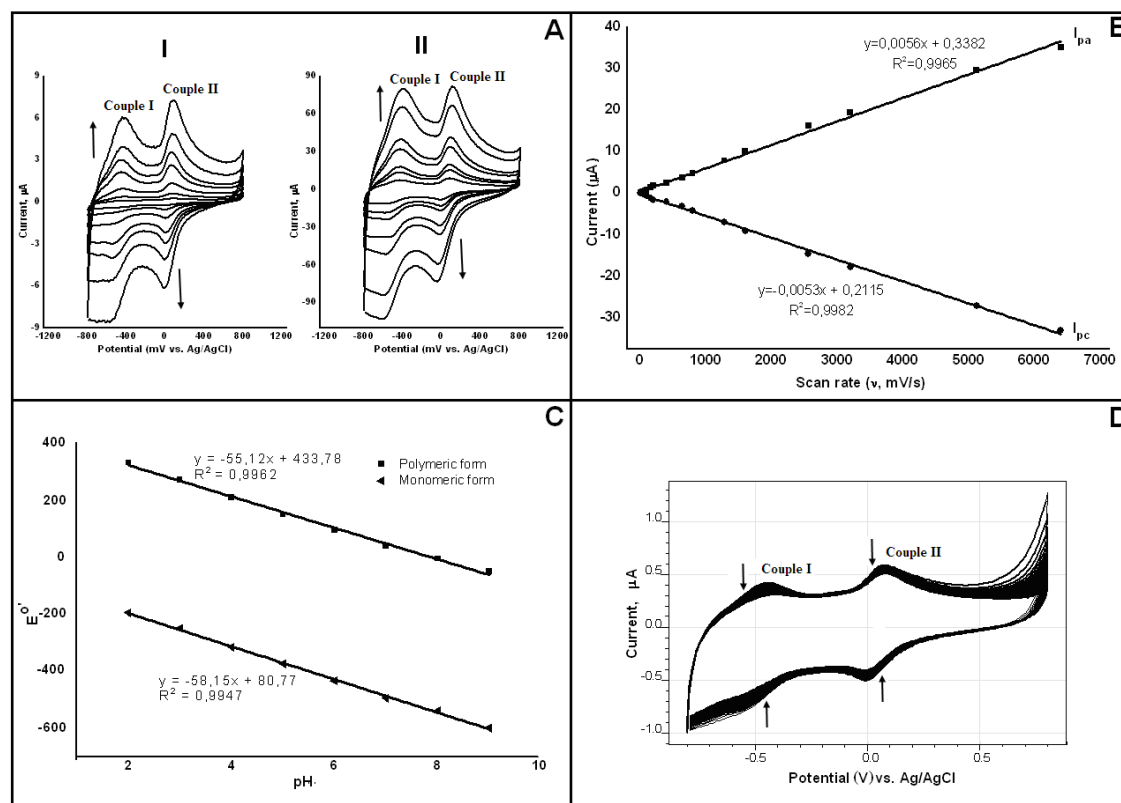 A
I
II
Couple I
Couple II
Couple I
Couple II
9
6
3
0
-3
-6
-9
Current, µA
-1200
-800
-400
0
400
800
Potential (mV vs. Ag/AgCl)
90
60
30
0
-30
-60
-90
Current, µA
-1200
-800
-400
0
400
800
Potential (mV vs. Ag/AgCl)
B
40
30
20
10
0
-10
-20
-30
Current (µA)
y=0,0056x + 0,3382
R²=0,9965
Ipa
y=-0,0053x + 0,2115
R²=0,9982
Ipc
0
1000
2000
3000
4000
5000
6000
7000
Scan rate (ν, mV/s)
C
400
200
0
-200
-400
-600
E°'
y = -55,12x + 433,78
R² = 0,9962
Polymeric form
Monomeric form
y = -58,15x + 80,77
R² = 0,9947
2
4
6
8
10
pH·
D
1.0
0.5
0.0
-0.5
-1.0
Current, µA
Couple I
Couple II
-0.5
0.0
0.5
Potential (V) vs. Ag/AgCl